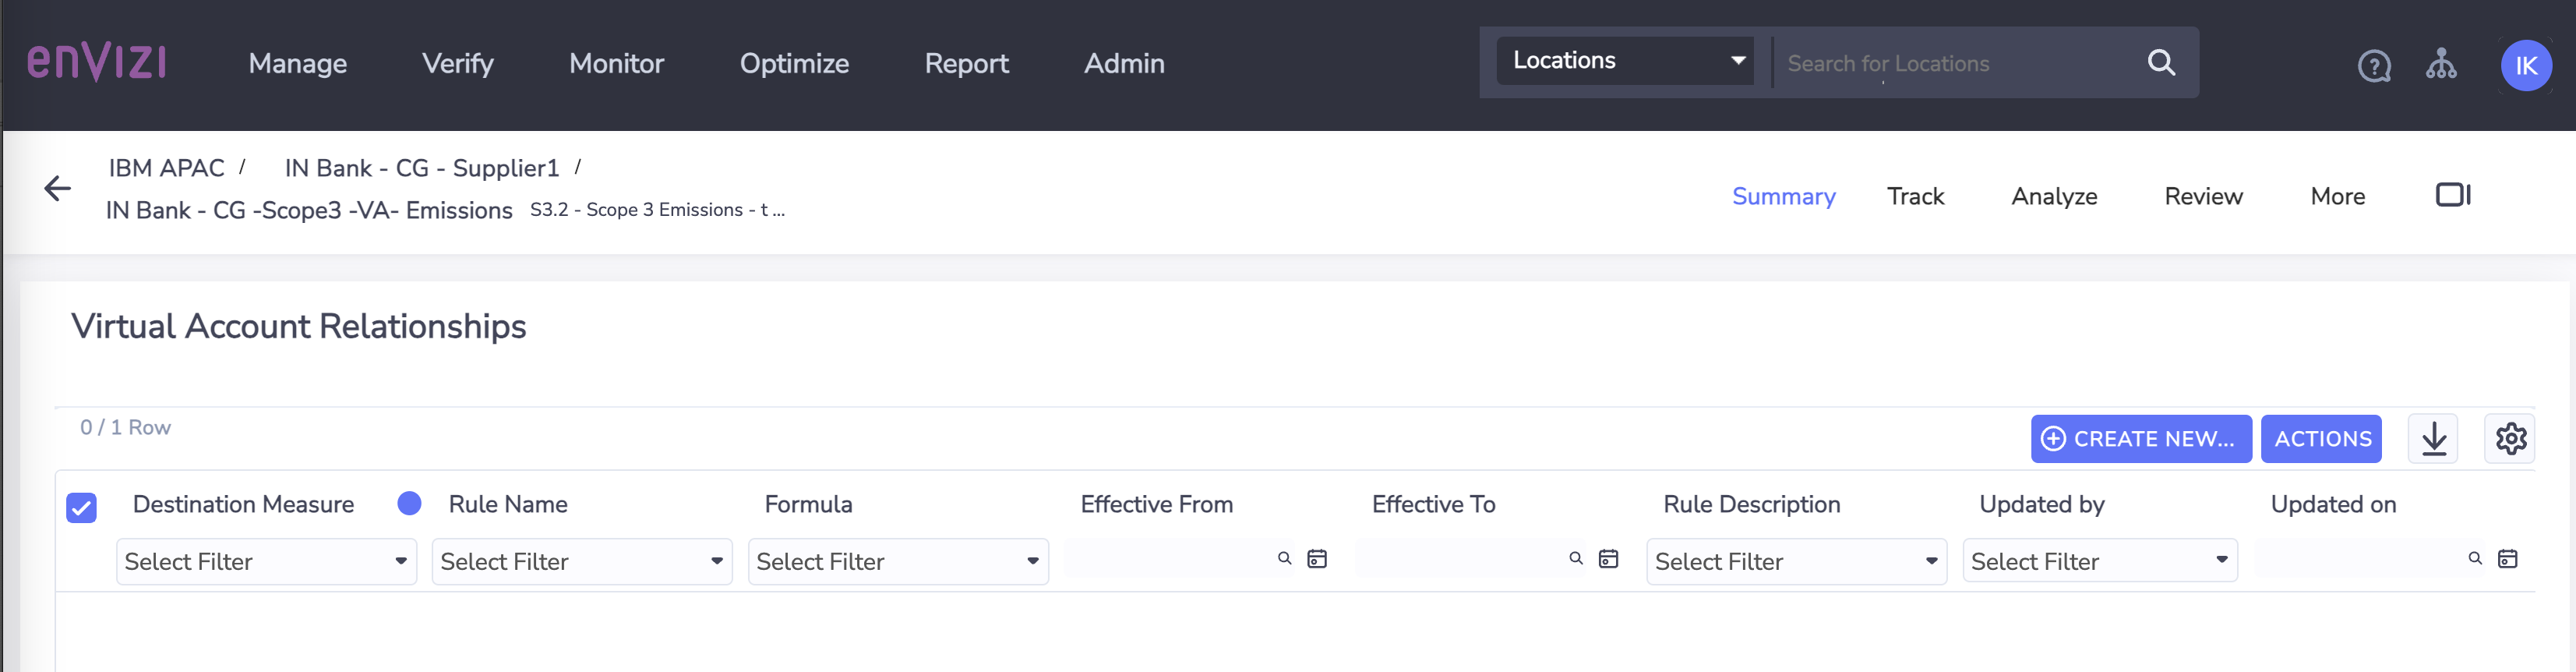 enVIZI Manage Verify Monitor Optimize Report Admin Locations Search for Locations IK
IBM APAC / IN Bank - CG - Supplier1 /
IN Bank - CG -Scope3 -VA- Emissions S3.2 - Scope 3 Emissions - t ...
Summary Track Analyze Review More
Virtual Account Relationships
0 / 1 Row CREATE NEW... ACTIONS
Destination Measure Rule Name Formula Effective From Effective To Rule Description Updated by Updated on
Select Filter Select Filter Select Filter Select Filter Select Filter